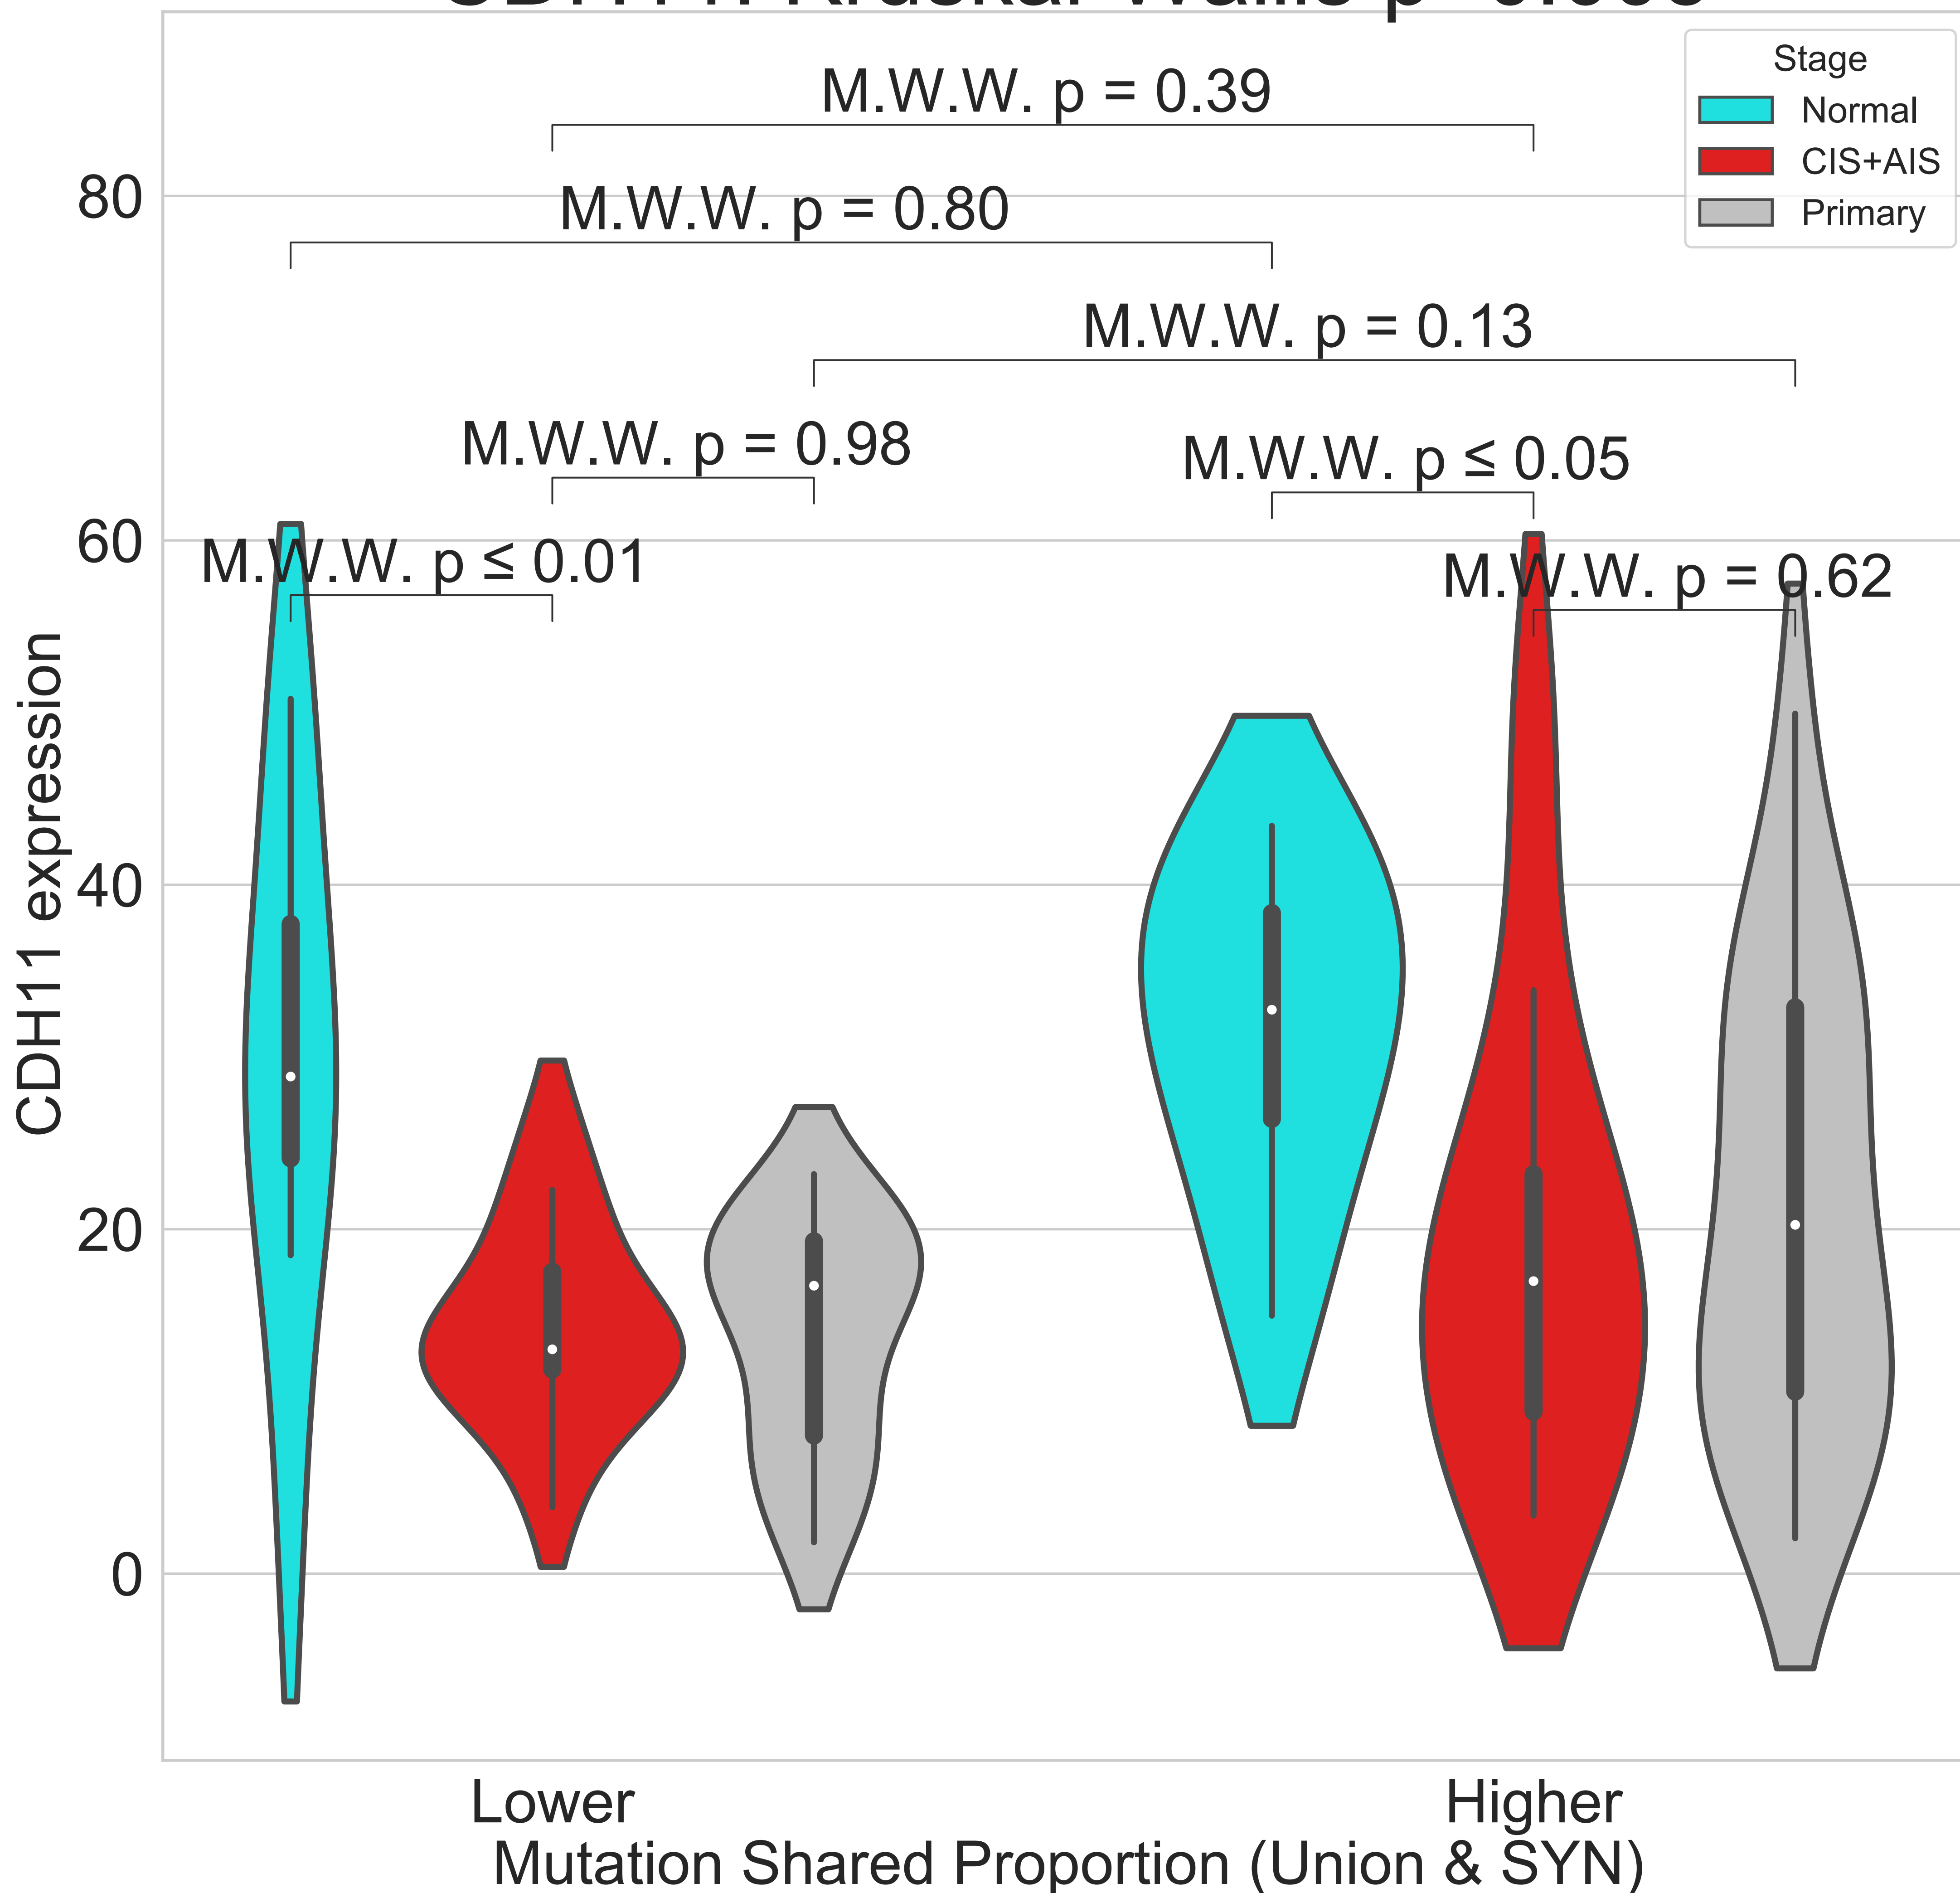 Stage
Normal
CIS+AIS
Primary
M.W.W. p = 0.39
M.W.W. p = 0.80
M.W.W. p = 0.13
M.W.W. p = 0.98
M.W.W. p ≤ 0.05
M.W.W. p ≤ 0.01
M.W.W. p = 0.62
80
60
40
20
0
CDH11 expression
Lower
Higher
Mutation Shared Proportion (Union & SYN)